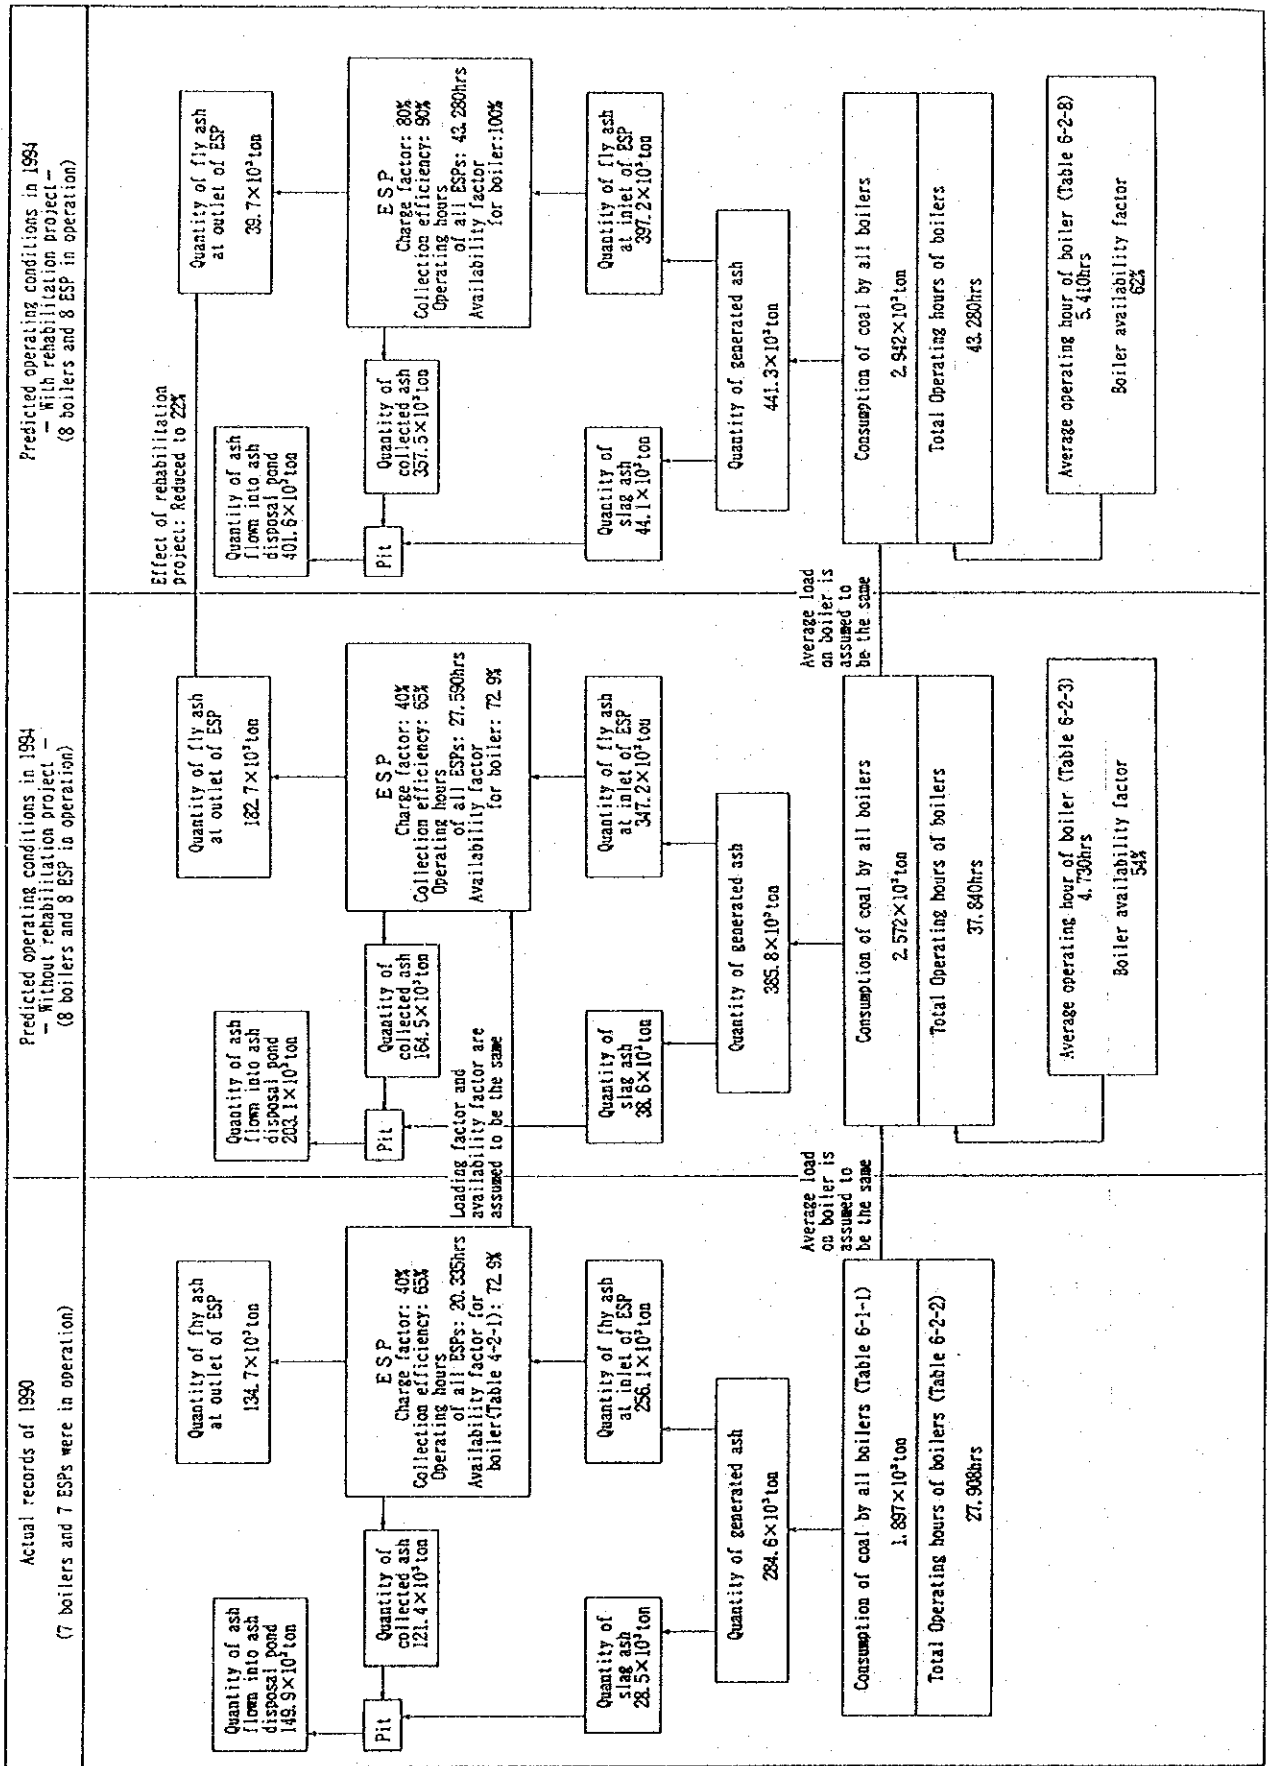 Actual records of 1990
(7 boilers and 7 ESPs were in operation)
Quantity of ash
flown into ash
disposal pond
149.9×10³ton
Pit
Quantity of
collected ash
121.4×10³ton
Quantity of fhy ash
at outlet of ESP
134.7×10³ton
ESP
Charge factor: 40%
Collection efficiency: 65%
Operating hours
of all ESPs: 20.335hrs
Availability factor for
boiler(Table 4-2-1): 72.9%
Quantity of slag ash
28.5×10³ton
Quantity of fhy ash
at inlet of ESP
256.1×10³ton
Quantity of generated ash
284.6×10³ton
Consumption of coal by all boilers (Table 6-1-1)
1.897×10³ton
Total Operating hours of boilers (Table 6-2-2)
27.908hrs
Loading factor and
availability factor are
assumed to be the same
Average load
on boiler is
assumed to
be the same
Predicted operating conditions in 1994
— Without rehabilitation project —
(8 boilers and 8 ESP in operation)
Quantity of ash
flown into ash
disposal pond
203.1×10³ton
Pit
Quantity of
collected ash
164.5×10³ton
Quantity of fly ash
at outlet of ESP
182.7×10³ton
ESP
Charge factor: 40%
Collection efficiency: 65%
Operating hours
of all ESPs: 27.590hrs
Availability factor
for boiler: 72.9%
Quantity of
slag ash
38.6×10³ton
Quantity of fly ash
at inlet of ESP
347.2×10³ton
Quantity of generated ash
385.8×10³ton
Consumption of coal by all boilers
2.572×10³ton
Total Operating hours of boilers
37.840hrs
Average operating hour of boiler (Table 6-2-3)
4.730hrs
Boiler availability factor
54%
Effect of rehabilitation
project: Reduced to 22%
Average load
on boiler is
assumed to
be the same
Predicted operating conditions in 1994
— With rehabilitation project —
(8 boilers and 8 ESP in operation)
Quantity of ash
flown into ash
disposal pond
401.6×10³ton
Pit
Quantity of
collected ash
357.5×10³ton
Quantity of fly ash
at outlet of ESP
39.7×10³ton
ESP
Charge factor: 80%
Collection efficiency: 90%
Operating hours
of all ESPs: 43.280hrs
Availability factor
for boiler:100%
Quantity of
slag ash
44.1×10³ton
Quantity of fly ash
at inlet of ESP
397.2×10³ton
Quantity of generated ash
441.3×10³ton
Consumption of coal by all boilers
2.942×10³ton
Total Operating hours of boilers
43.280hrs
Average operating hour of boiler (Table 6-2-8)
5.410hrs
Boiler availability factor
62%